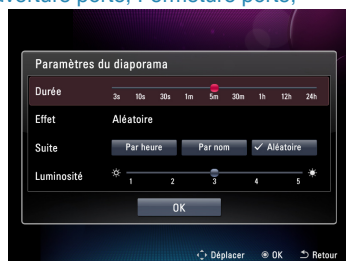 Paramètres du diaporama
Durée
3s 10s 30s 1m 5m 30m 1h 12h 24h
Effet Aléatoire
Suite Par heure Par nom ✓ Aléatoire
Luminosité
1 2 3 4 5
OK
Déplacer OK Retour